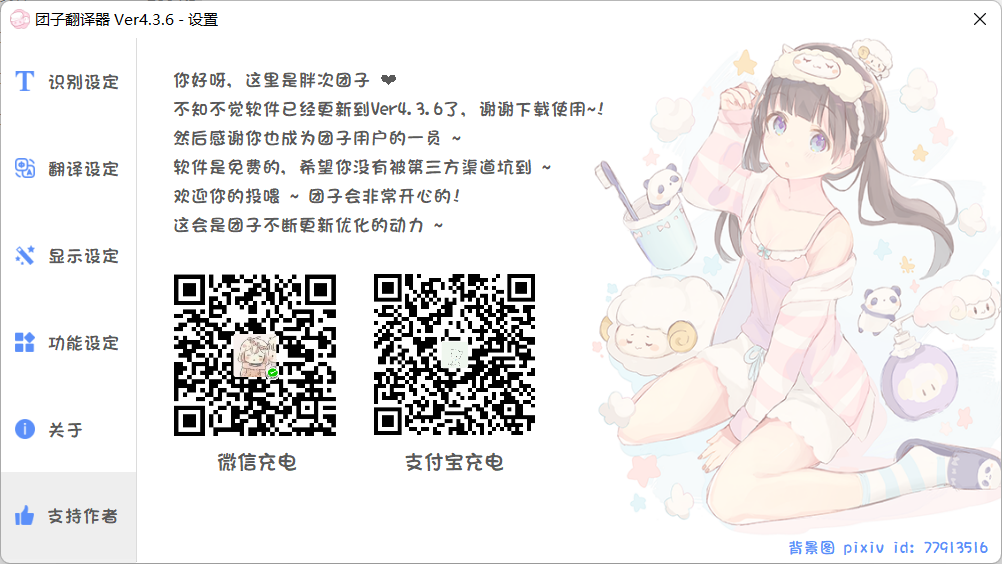 团子翻译器 Ver4.3.6 - 设置
识别设定
翻译设定
显示设定
功能设定
关于
支持作者
你好呀，这里是胖次团子 ❤
不知不觉软件已经更新到Ver4.3.6了，谢谢下载使用~!
然后感谢你也成为团子用户的一员 ~
软件是免费的，希望你没有被第三方渠道坑到 ~
欢迎你的投喂 ~ 团子会非常开心的!
这会是团子不断更新优化的动力 ~
微信充电
支付宝充电
背景图 pixiv id: 77913516